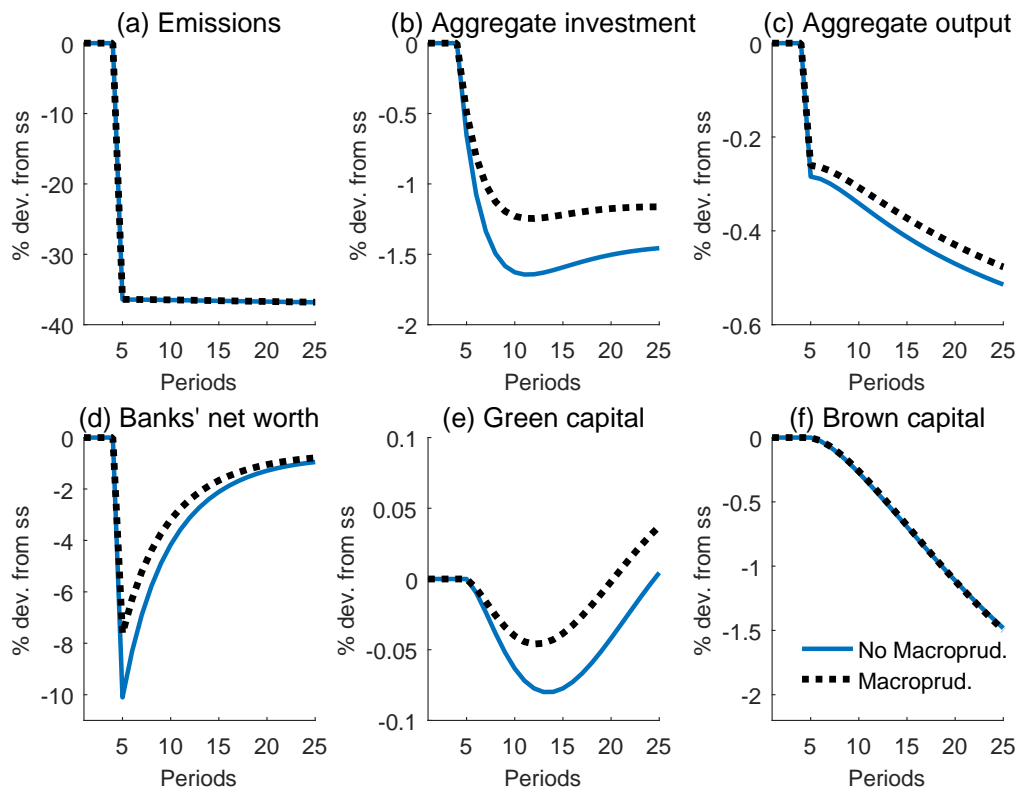 (a) Emissions
0
-10
-20
-30
-40
5 10 15 20 25
% dev. from ss
Periods
(b) Aggregate investment
0
-0.5
-1
-1.5
-2
5 10 15 20 25
% dev. from ss
Periods
(c) Aggregate output
0
-0.2
-0.4
-0.6
5 10 15 20 25
% dev. from ss
Periods
(d) Banks' net worth
0
-2
-4
-6
-8
-10
5 10 15 20 25
% dev. from ss
Periods
(e) Green capital
0.1
0.05
0
-0.05
-0.1
5 10 15 20 25
% dev. from ss
Periods
(f) Brown capital
0
-0.5
-1
-1.5
-2
5 10 15 20 25
% dev. from ss
Periods
No Macroprud.
Macroprud.